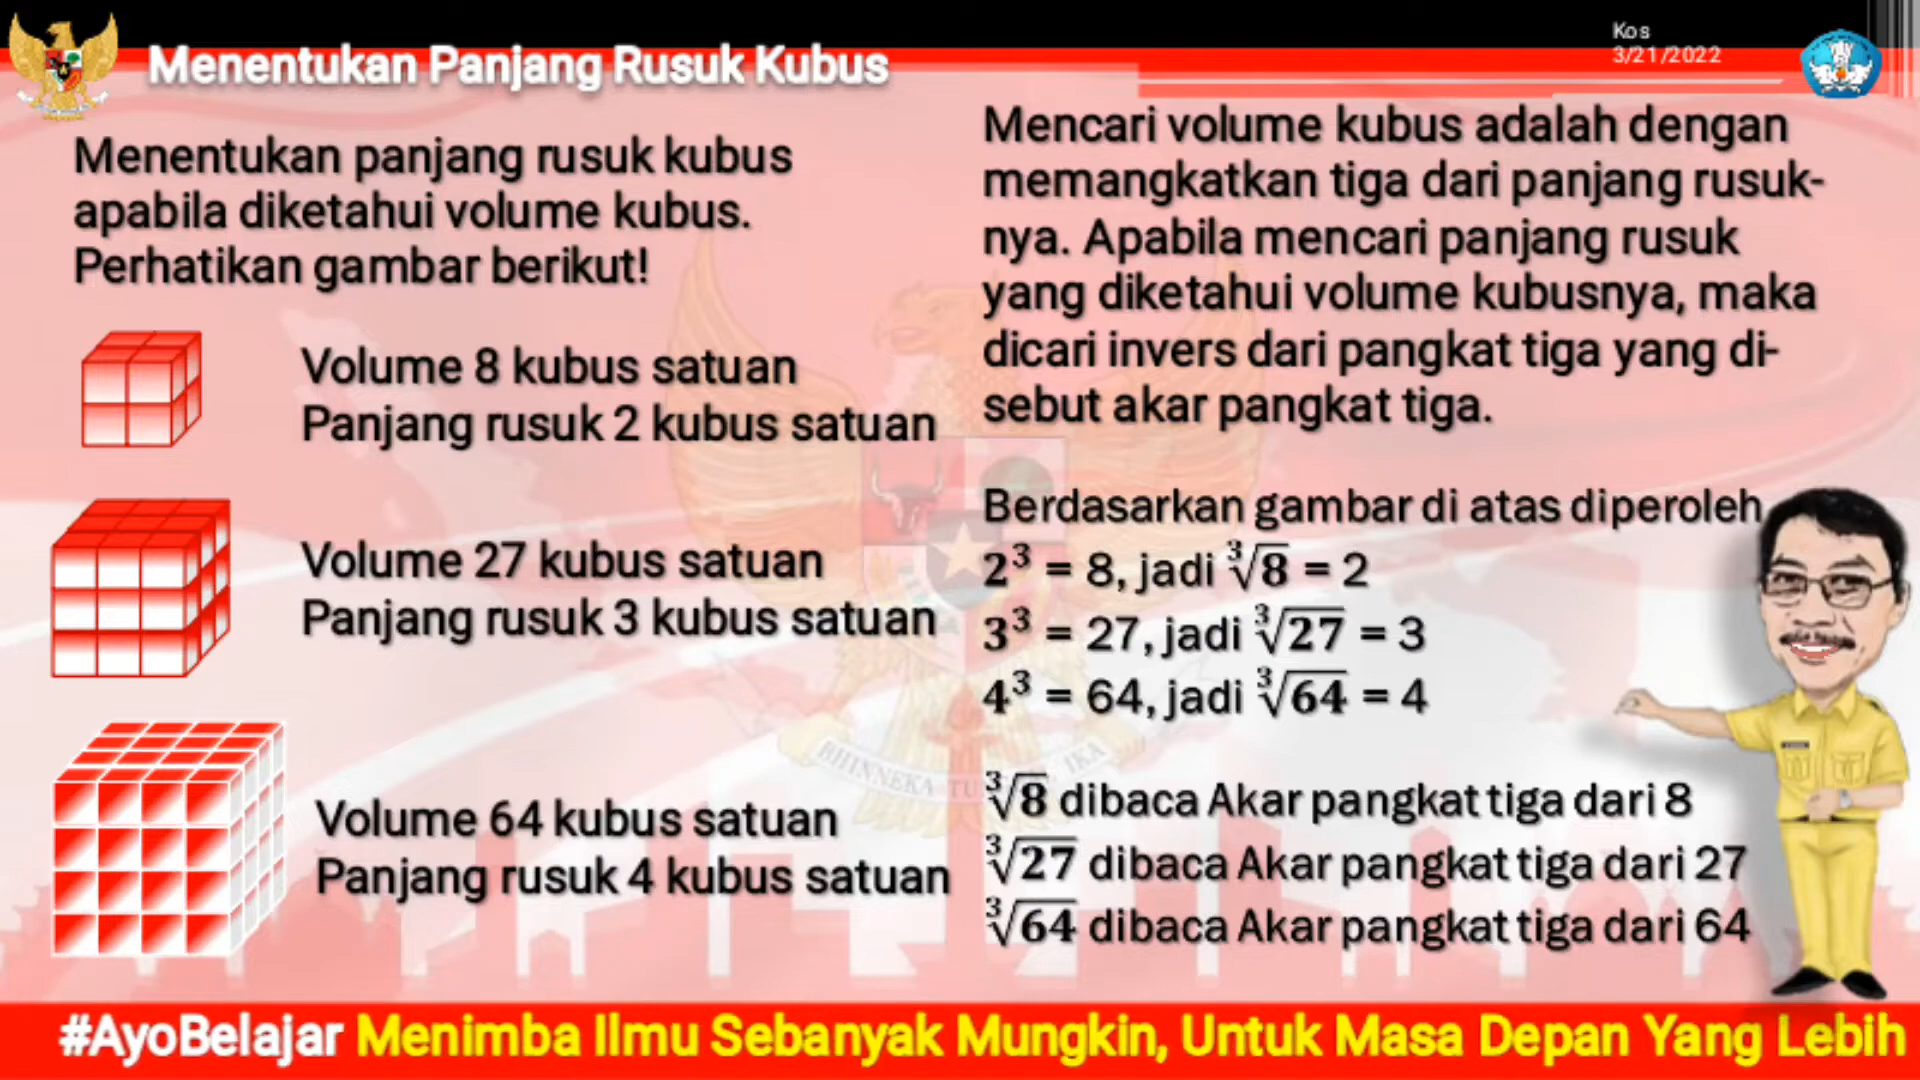 Menentukan Panjang Rusuk Kubus
Kos
3/21/2022
Menentukan panjang rusuk kubus
apabila diketahui volume kubus.
Perhatikan gambar berikut!
Volume 8 kubus satuan
Panjang rusuk 2 kubus satuan
Volume 27 kubus satuan
Panjang rusuk 3 kubus satuan
Volume 64 kubus satuan
Panjang rusuk 4 kubus satuan
Mencari volume kubus adalah dengan
memangkatkan tiga dari panjang rusuk-
nya. Apabila mencari panjang rusuk
yang diketahui volume kubusnya, maka
dicari invers dari pangkat tiga yang di-
sebut akar pangkat tiga.
Berdasarkan gambar di atas diperoleh
2³ = 8, jadi ∛8 = 2
3³ = 27, jadi ∛27 = 3
4³ = 64, jadi ∛64 = 4
∛8 dibaca Akar pangkat tiga dari 8
∛27 dibaca Akar pangkat tiga dari 27
∛64 dibaca Akar pangkat tiga dari 64
BHINNEKA TU IKA
#AyoBelajar Menimba Ilmu Sebanyak Mungkin, Untuk Masa Depan Yang Lebih